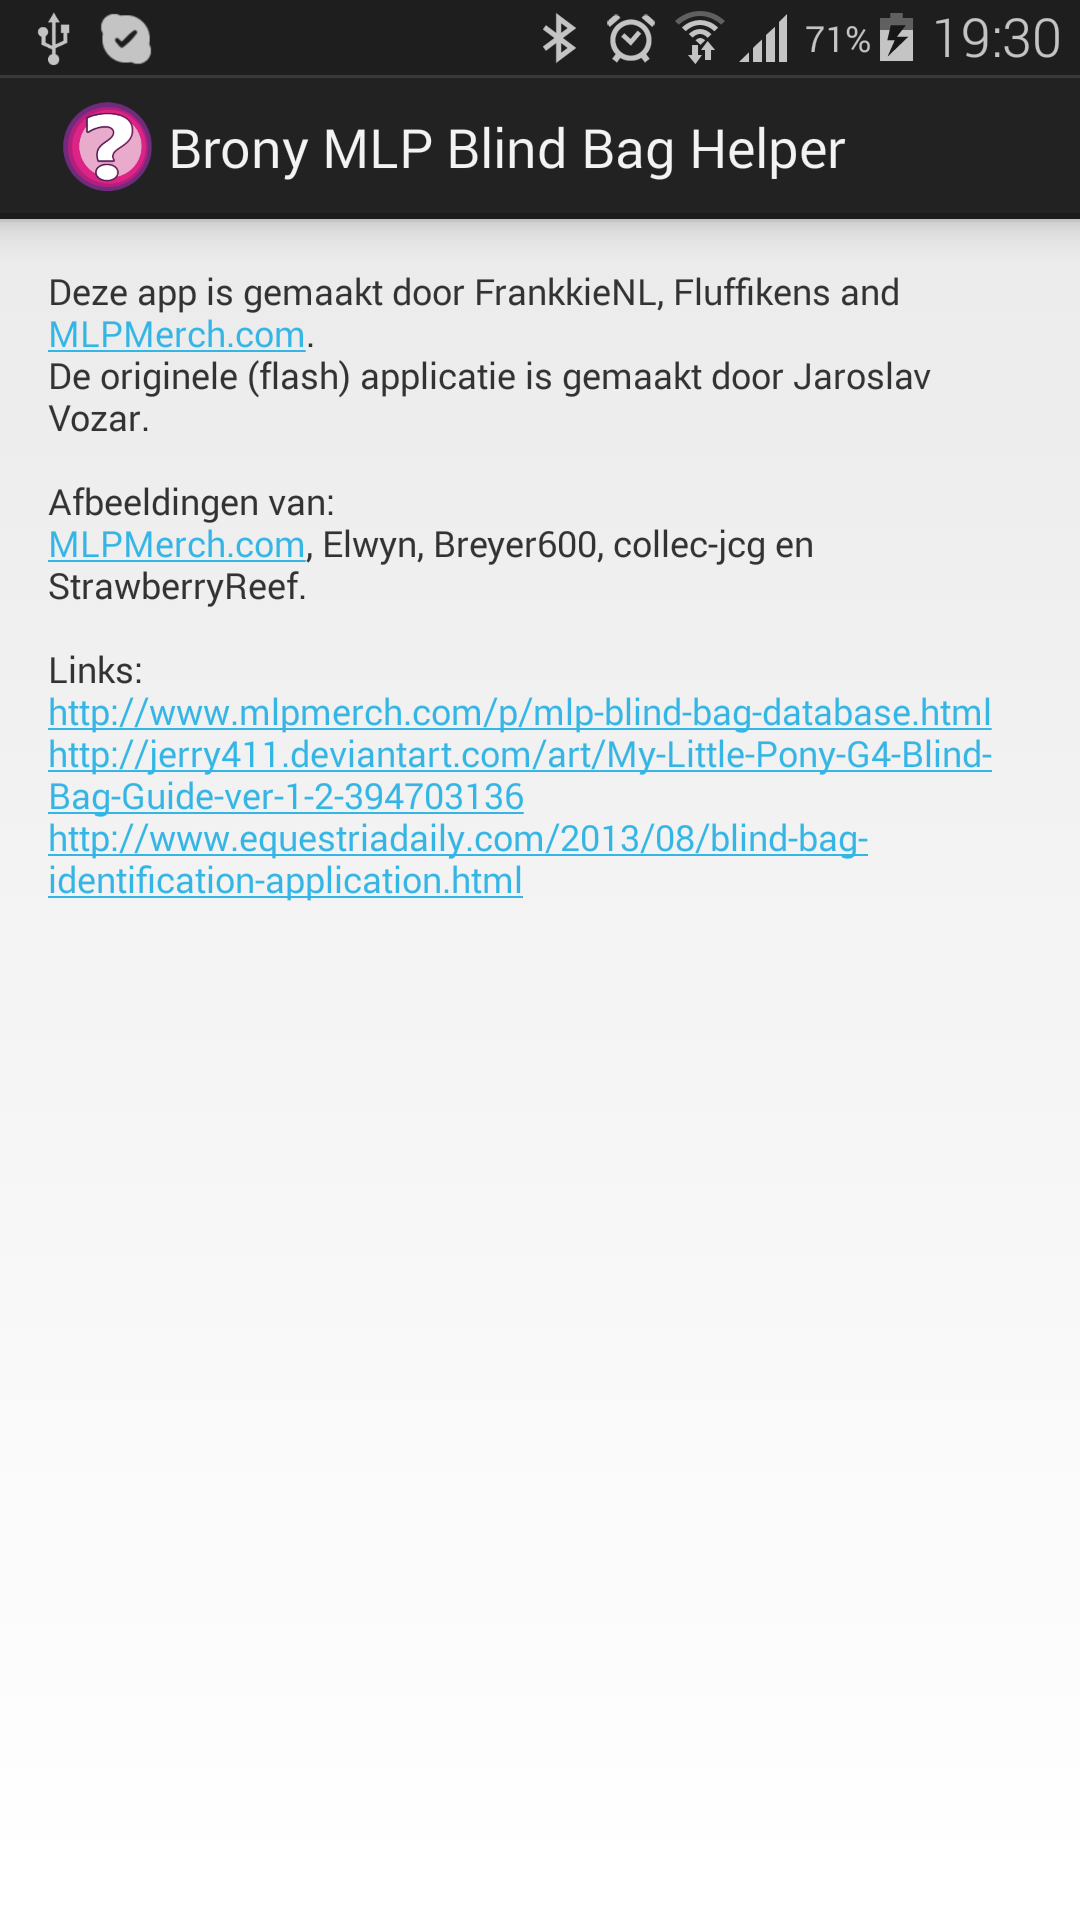 71% 19:30
Brony MLP Blind Bag Helper
Deze app is gemaakt door FrankkieNL, Fluffikens and
MLPMerch.com.
De originele (flash) applicatie is gemaakt door Jaroslav
Vozar.
Afbeeldingen van:
MLPMerch.com, Elwyn, Breyer600, collec-jcg en
StrawberryReef.
Links:
http://www.mlpmerch.com/p/mlp-blind-bag-database.html
http://jerry411.deviantart.com/art/My-Little-Pony-G4-Blind-
Bag-Guide-ver-1-2-394703136
http://www.equestriadaily.com/2013/08/blind-bag-
identification-application.html